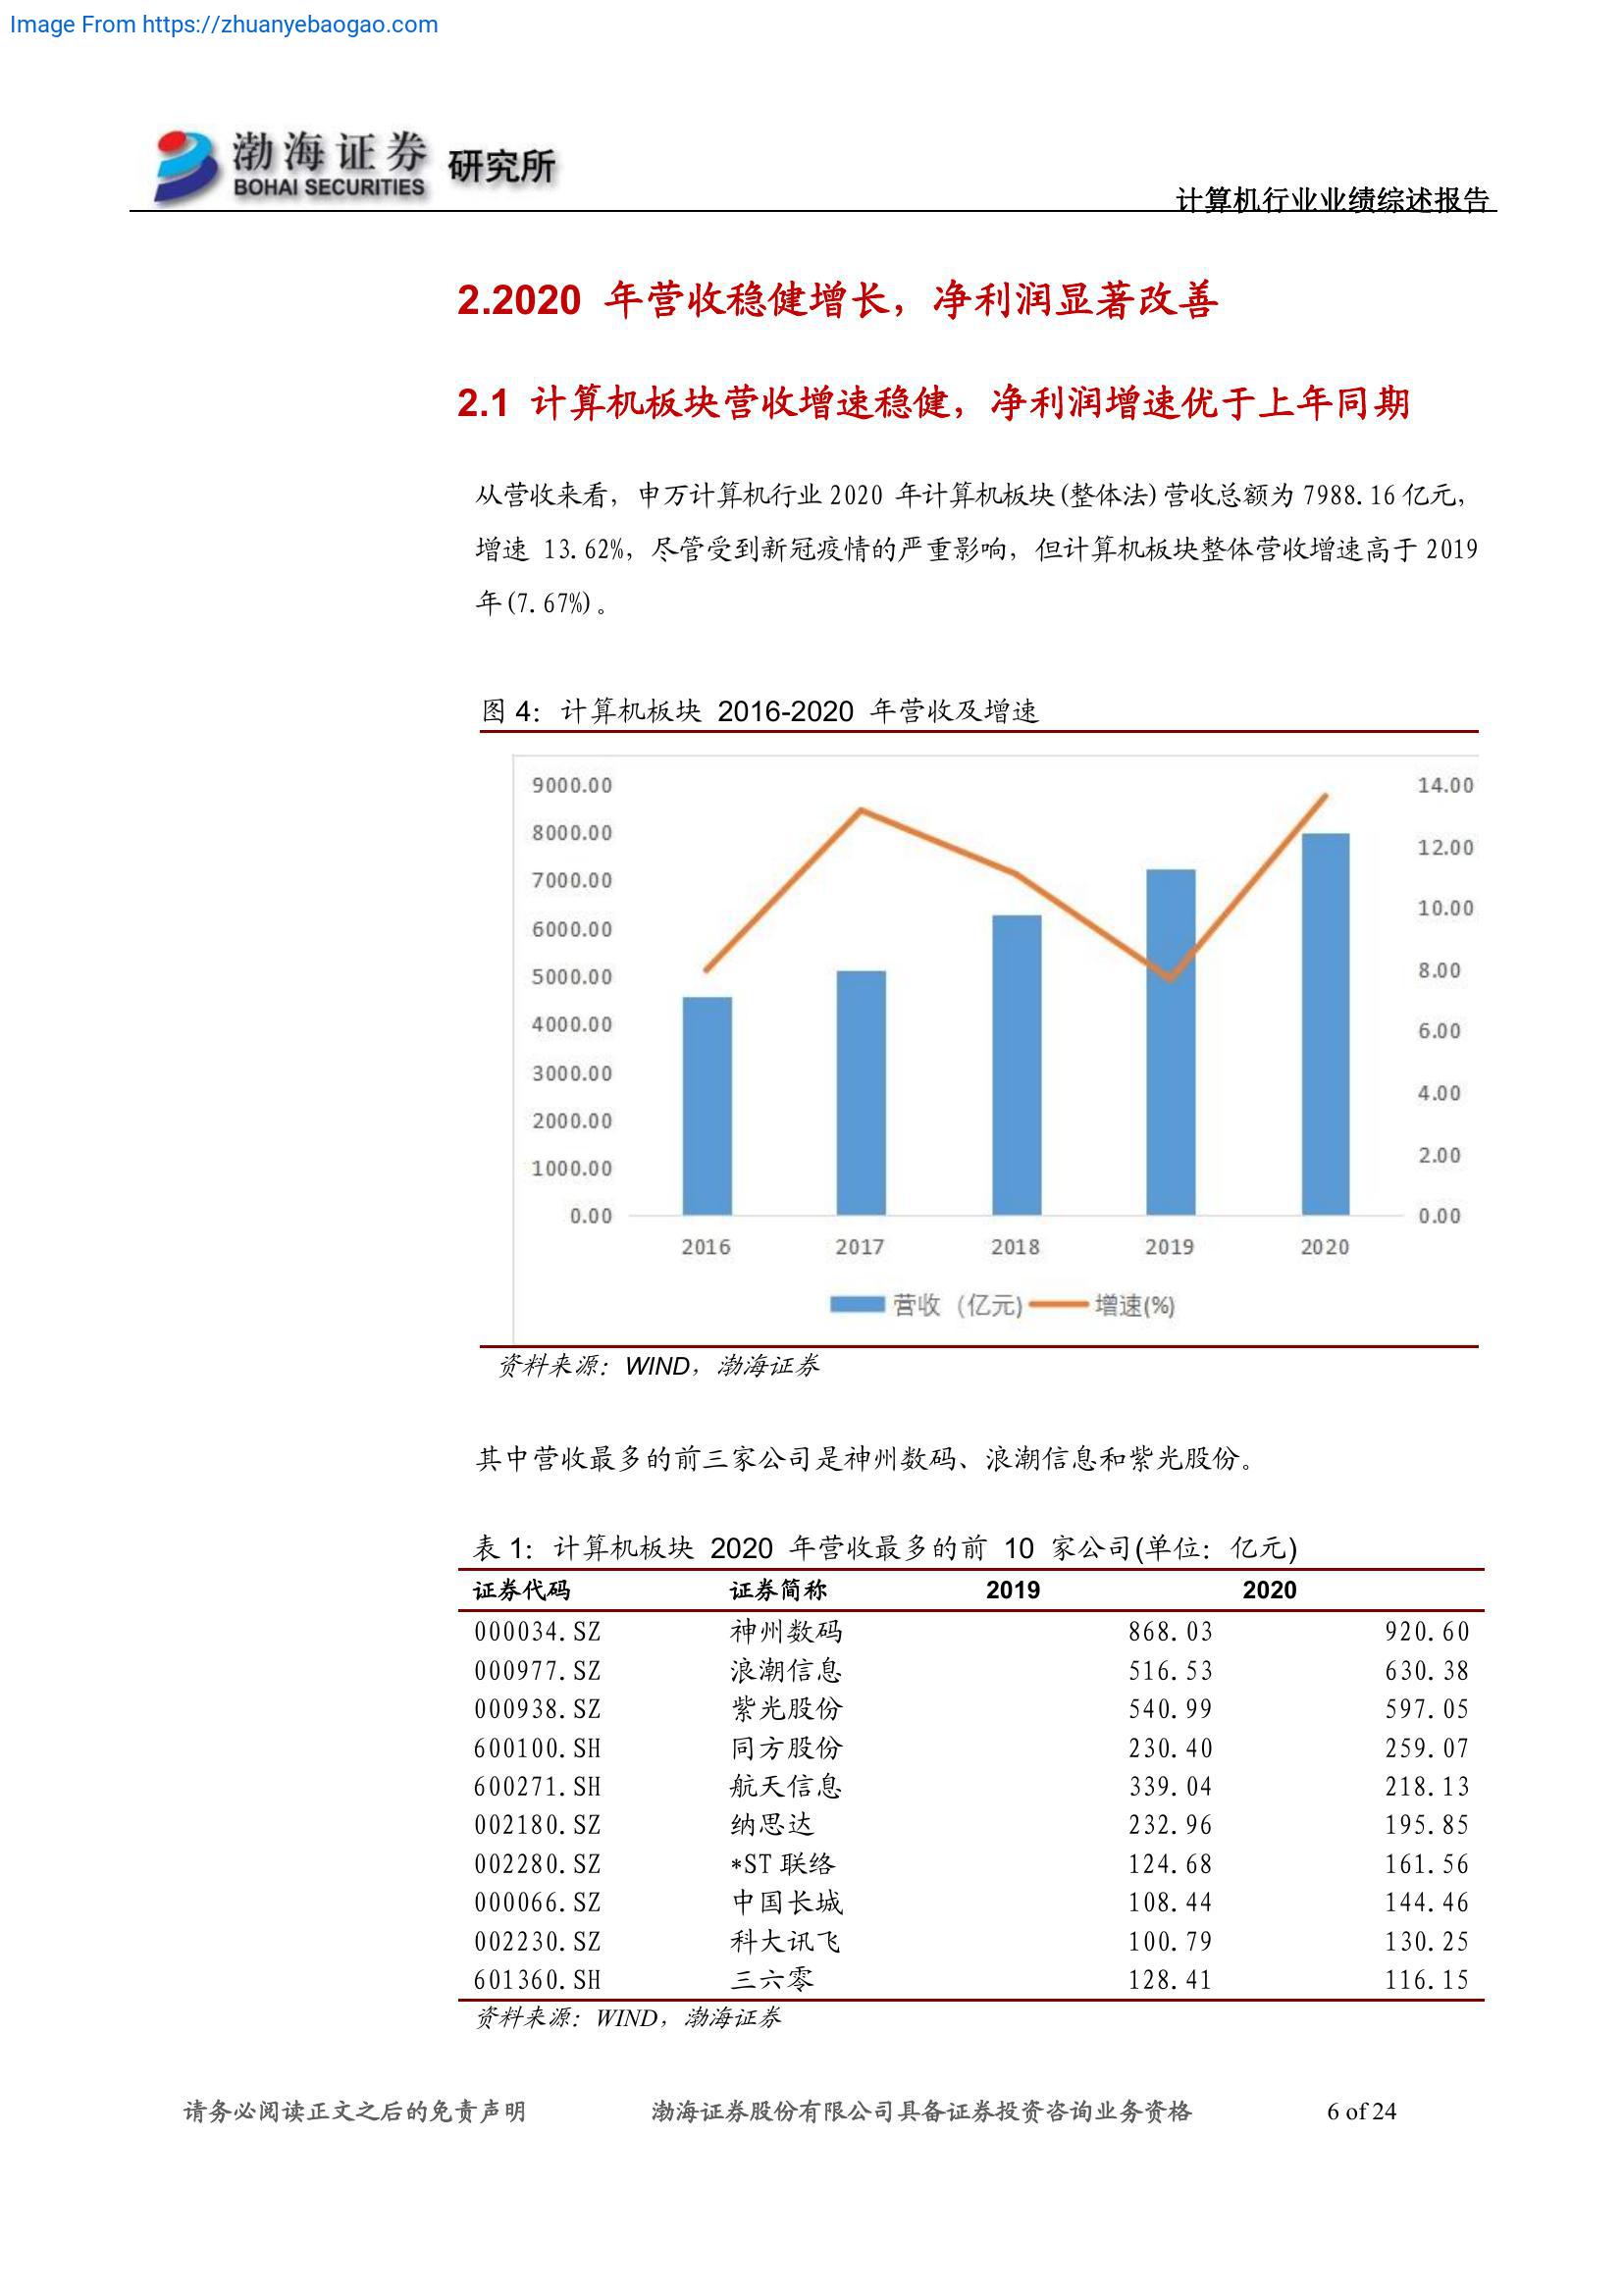 Image From https://zhuanyebaogao.com
渤海证券 研究所
BOHAI SECURITIES
计算机行业业绩综述报告
2.2020 年营收稳健增长，净利润显著改善
2.1 计算机板块营收增速稳健，净利润增速优于上年同期
从营收来看，申万计算机行业 2020 年计算机板块(整体法)营收总额为 7988.16 亿元，
增速 13.62%，尽管受到新冠疫情的严重影响，但计算机板块整体营收增速高于 2019
年(7.67%)。
图 4：计算机板块 2016-2020 年营收及增速
9000.00 14.00
8000.00 12.00
7000.00
6000.00 10.00
5000.00 8.00
4000.00 6.00
3000.00 4.00
2000.00
1000.00 2.00
0.00 0.00
2016 2017 2018 2019 2020
营收（亿元) 增速(%)
资料来源：WIND，渤海证券
其中营收最多的前三家公司是神州数码、浪潮信息和紫光股份。
表 1：计算机板块 2020 年营收最多的前 10 家公司(单位：亿元)
证券代码 证券简称 2019 2020
000034.SZ 神州数码 868.03 920.60
000977.SZ 浪潮信息 516.53 630.38
000938.SZ 紫光股份 540.99 597.05
600100.SH 同方股份 230.40 259.07
600271.SH 航天信息 339.04 218.13
002180.SZ 纳思达 232.96 195.85
002280.SZ *ST 联络 124.68 161.56
000066.SZ 中国长城 108.44 144.46
002230.SZ 科大讯飞 100.79 130.25
601360.SH 三六零 128.41 116.15
资料来源：WIND，渤海证券
请务必阅读正文之后的免责声明 渤海证券股份有限公司具备证券投资咨询业务资格 6 of 24